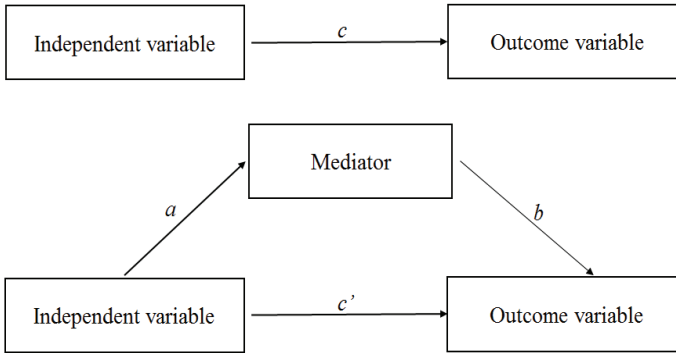 Independent variable
c
Outcome variable
Mediator
a
b
Independent variable
c’
Outcome variable